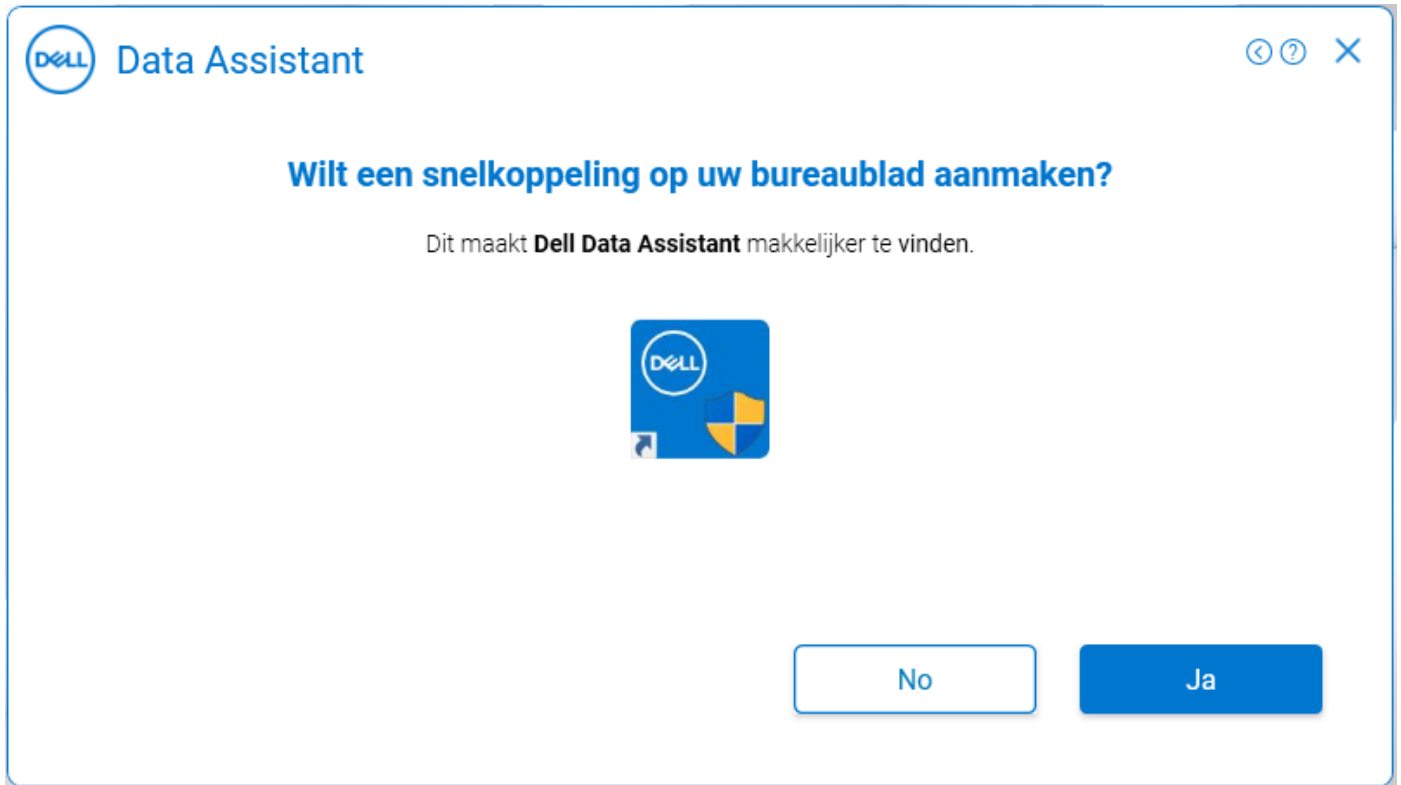 DELL Data Assistant
Wilt een snelkoppeling op uw bureaublad aanmaken?
Dit maakt Dell Data Assistant makkelijker te vinden.
DELL
No Ja